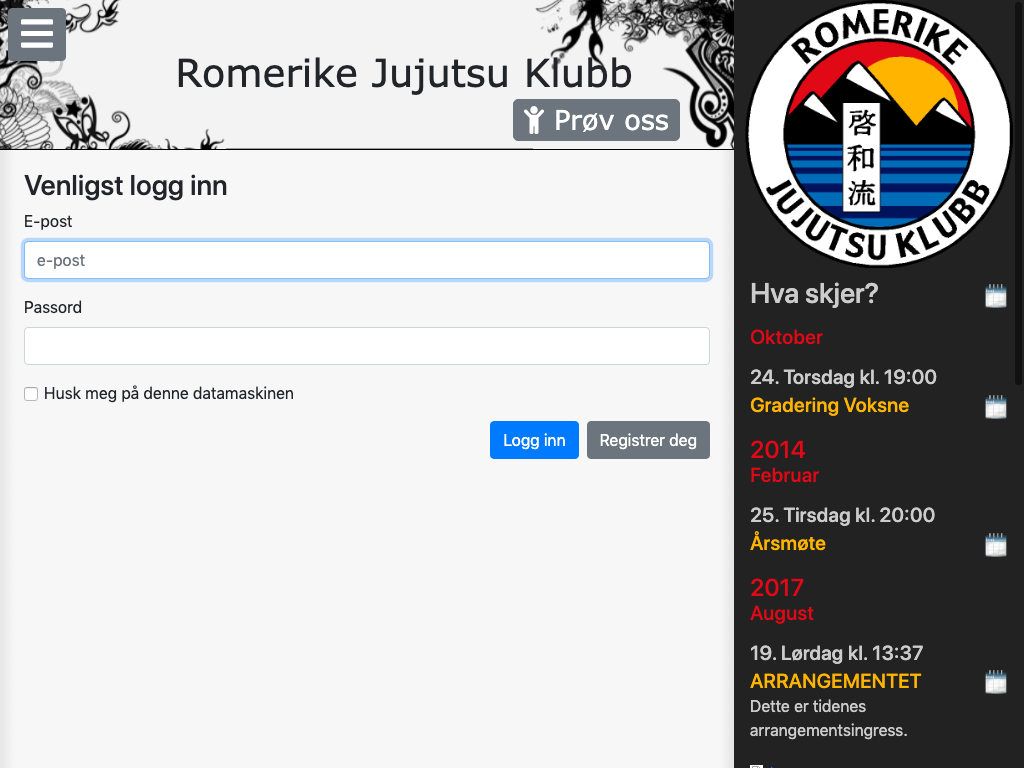 Romerike Jujutsu Klubb
Prøv oss
Venligst logg inn
E-post
e-post
Passord
Husk meg på denne datamaskinen
Logg inn
Registrer deg
ROMERIKE
啓和流
JUJUTSU KLUBB
Hva skjer?
Oktober
24. Torsdag kl. 19:00
Gradering Voksne
2014
Februar
25. Tirsdag kl. 20:00
Årsmøte
2017
August
19. Lørdag kl. 13:37
ARRANGEMENTET
Dette er tidenes
arrangementsingress.